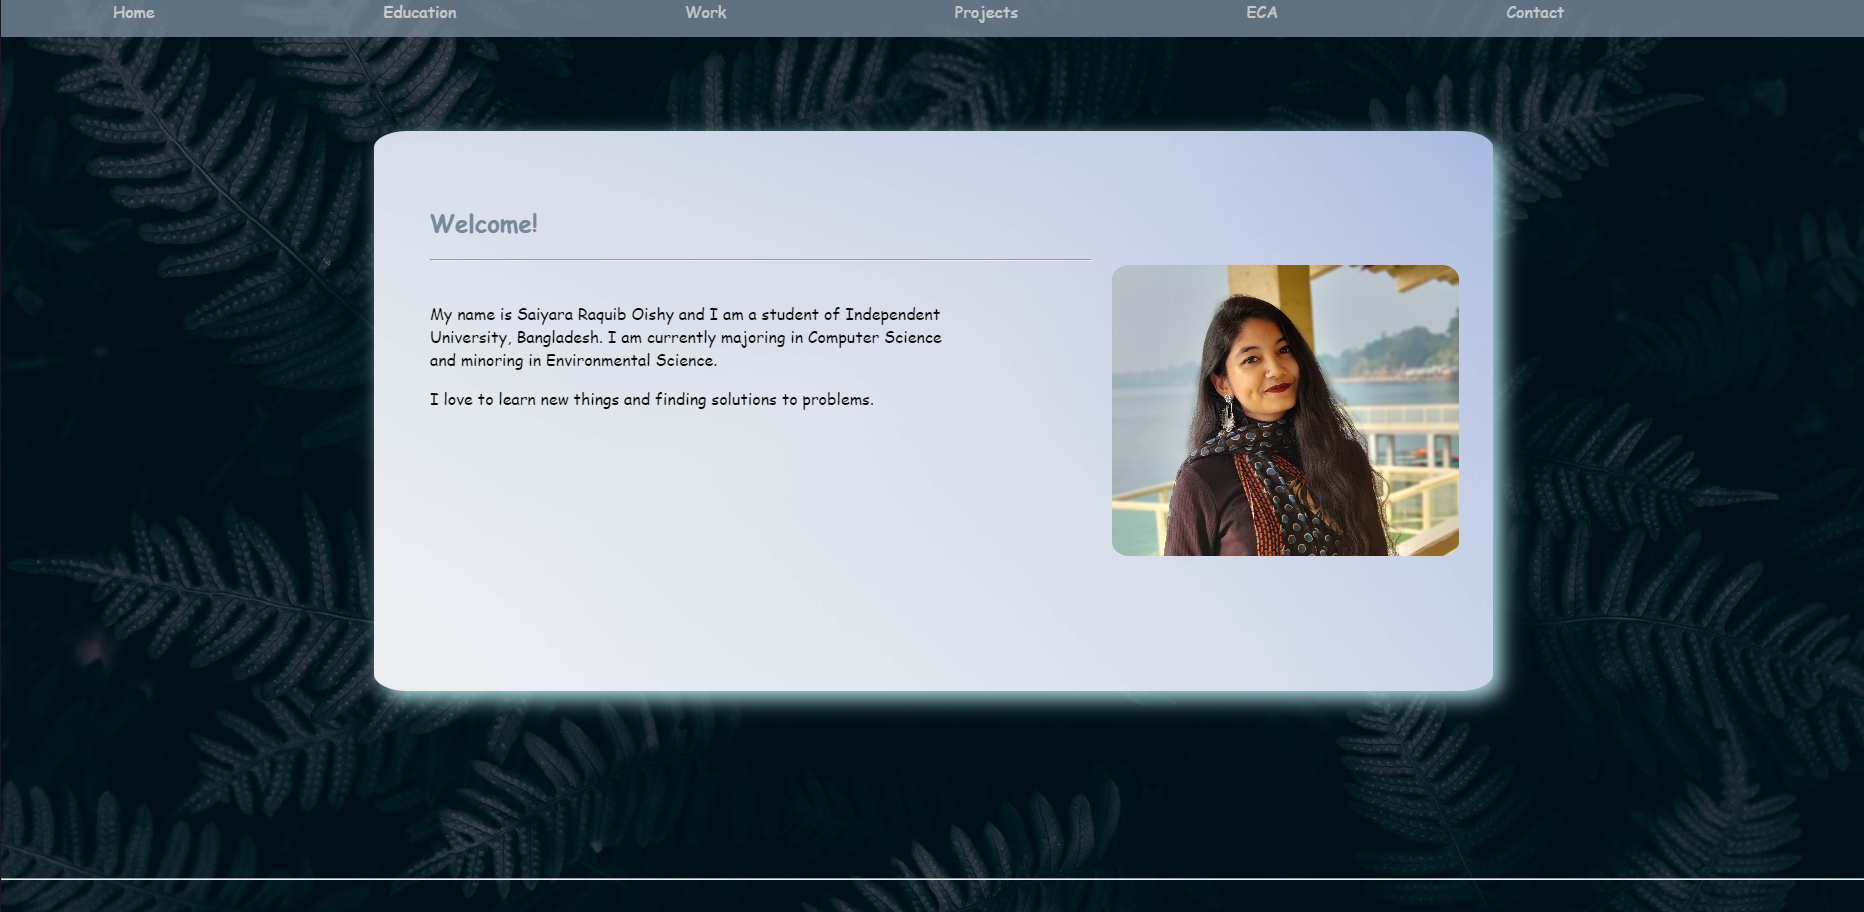 Home Education Work Projects ECA Contact
Welcome!
My name is Saiyara Raquib Oishy and I am a student of Independent
University, Bangladesh. I am currently majoring in Computer Science
and minoring in Environmental Science.
I love to learn new things and finding solutions to problems.